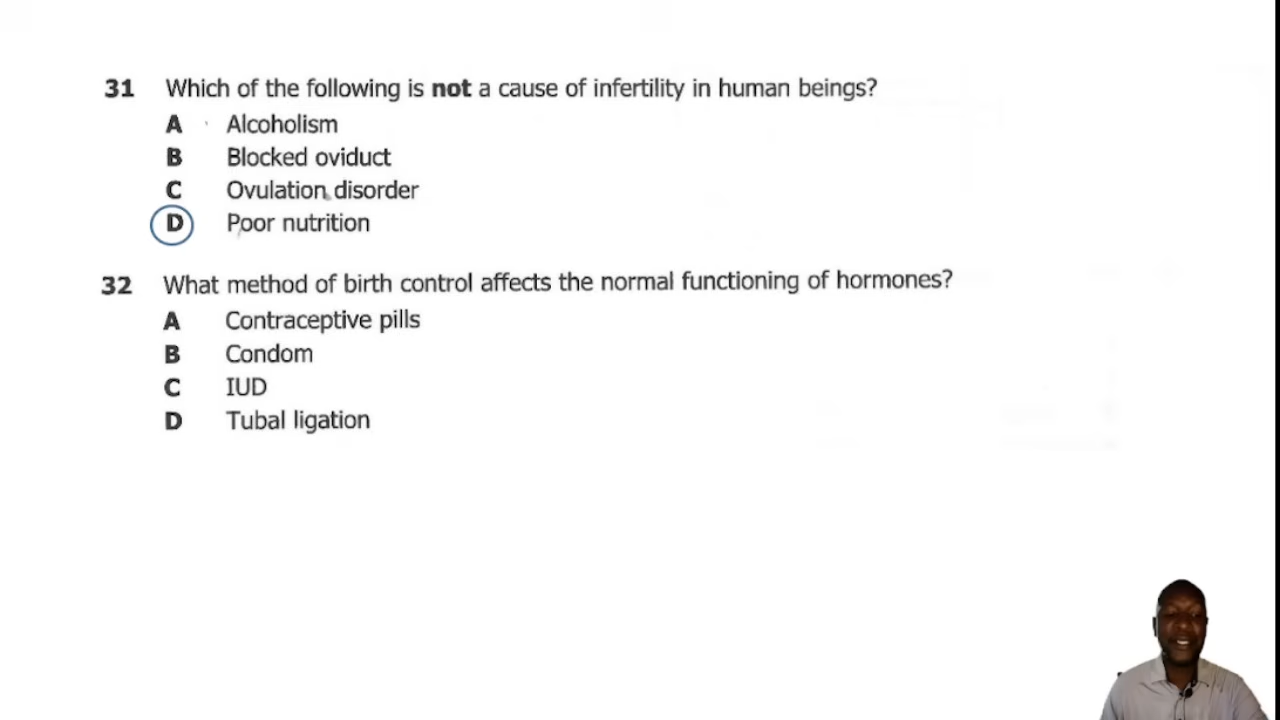 31 Which of the following is not a cause of infertility in human beings?
A Alcoholism
B Blocked oviduct
C Ovulation disorder
D Poor nutrition
32 What method of birth control affects the normal functioning of hormones?
A Contraceptive pills
B Condom
C IUD
D Tubal ligation